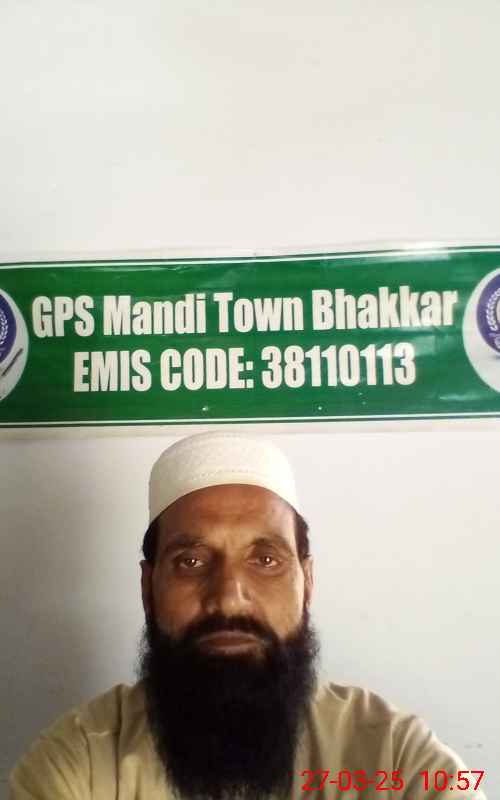 GPS Mandi Town Bhakkar
EMIS CODE: 38110113
27-03-25 10:57